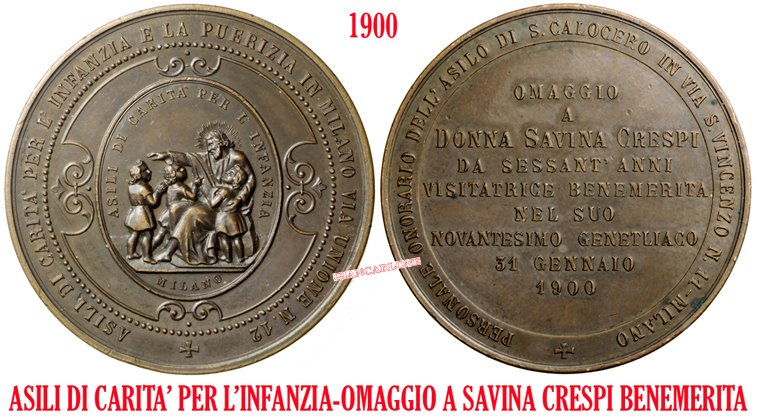 1900
ASILI DI CARITA' PER L'INFANZIA E LA PUERIZIA IN MILANO VIA UNIONE N. 12
ASILI DI CARITA' PER L'INFANZIA
MILANO
PERSONALE ONORARIO DELL'ASILO DI S. CALOCERO IN VIA S. VINCENZO N. 11. MILANO
OMAGGIO
A
DONNA SAVINA CRESPI
DA SESSANT'ANNI
VISITATRICE BENEMERITA
NEL SUO
NOVANTESIMO GENETLIACO
31 GENNAIO
1900
ASILI DI CARITA' PER L'INFANZIA-OMAGGIO A SAVINA CRESPI BENEMERITA